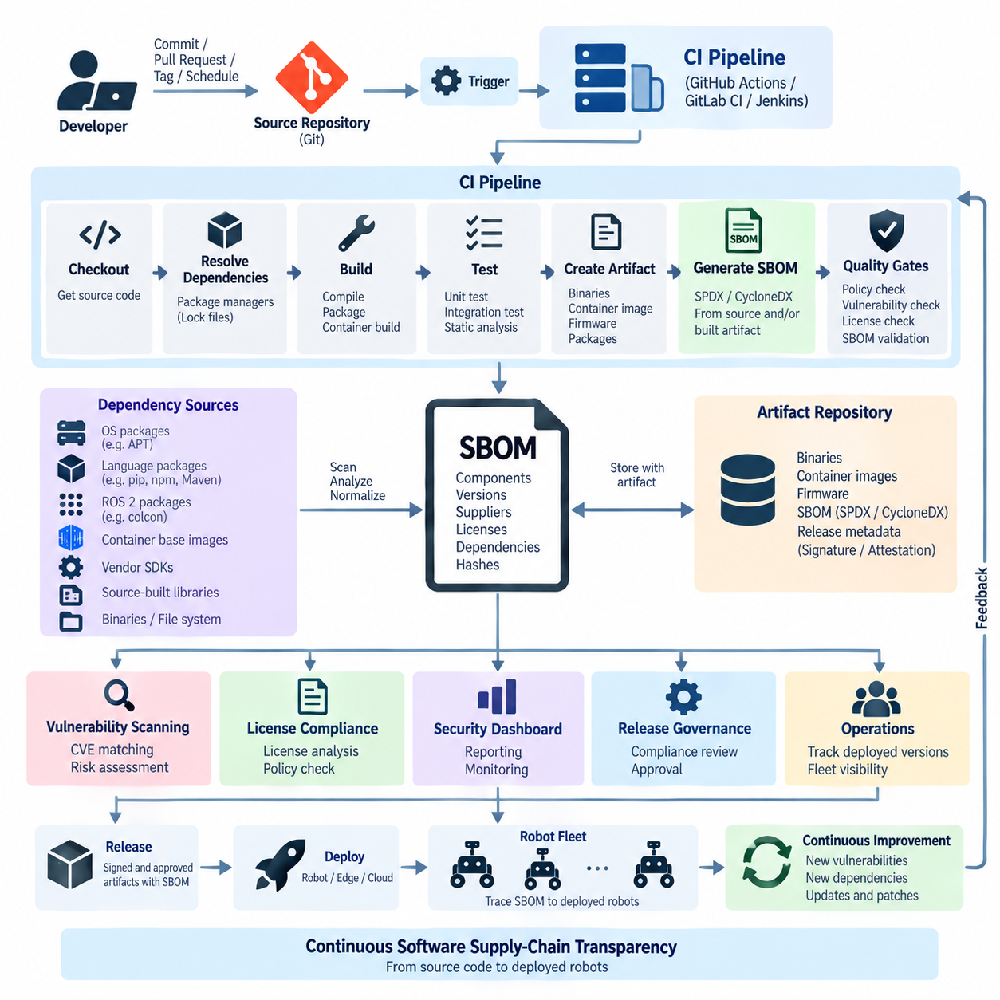 Commit /
Pull Request /
Tag / Schedule
Developer
Source Repository
(Git)
Trigger
CI Pipeline
(GitHub Actions /
GitLab CI / Jenkins)
CI Pipeline
Checkout
Get source code
Resolve
Dependencies
Package managers
(Lock files)
Build
Compile
Package
Container build
Test
Unit test
Integration test
Static analysis
Create Artifact
Binaries
Container image
Firmware
Packages
SBOM
Generate SBOM
SPDX / CycloneDX
From source and/or
built artifact
Quality Gates
Policy check
Vulnerability check
License check
SBOM validation
Dependency Sources
OS packages
(e.g. APT)
Language packages
(e.g. pip, npm, Maven)
ROS 2 packages
(e.g. colcon)
Container base images
Vendor SDKs
Source-built libraries
Binaries / File system
Scan
Analyze
Normalize
SBOM
Components
Versions
Suppliers
Licenses
Dependencies
Hashes
Store with
artifact
Artifact Repository
Binaries
Container images
Firmware
SBOM (SPDX / CycloneDX)
Release metadata
(Signature / Attestation)
Feedback
Vulnerability Scanning
CVE matching
Risk assessment
License Compliance
License analysis
Policy check
Security Dashboard
Reporting
Monitoring
Release Governance
Compliance review
Approval
Operations
Track deployed versions
Fleet visibility
Release
Signed and approved
artifacts with SBOM
Deploy
Robot / Edge / Cloud
Robot Fleet
Trace SBOM to deployed robots
Continuous Improvement
New vulnerabilities
New dependencies
Updates and patches
Continuous Software Supply-Chain Transparency
From source code to deployed robots